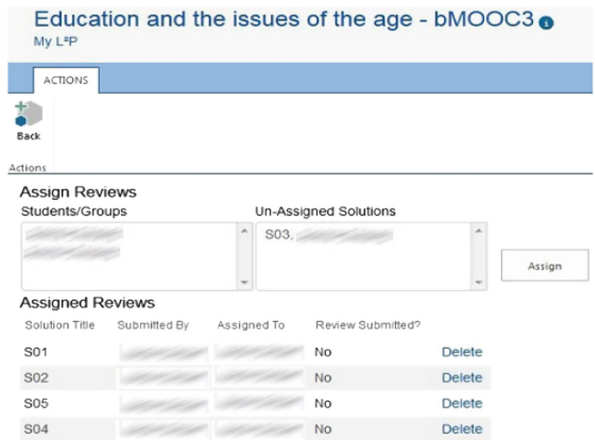 Education and the issues of the age - bMOOC3 i
My L²P
ACTIONS
Back
Actions
Assign Reviews
Students/Groups Un-Assigned Solutions
S03,
Assign
Assigned Reviews
Solution Title Submitted By Assigned To Review Submitted?
S01 No Delete
S02 No Delete
S05 No Delete
S04 No Delete